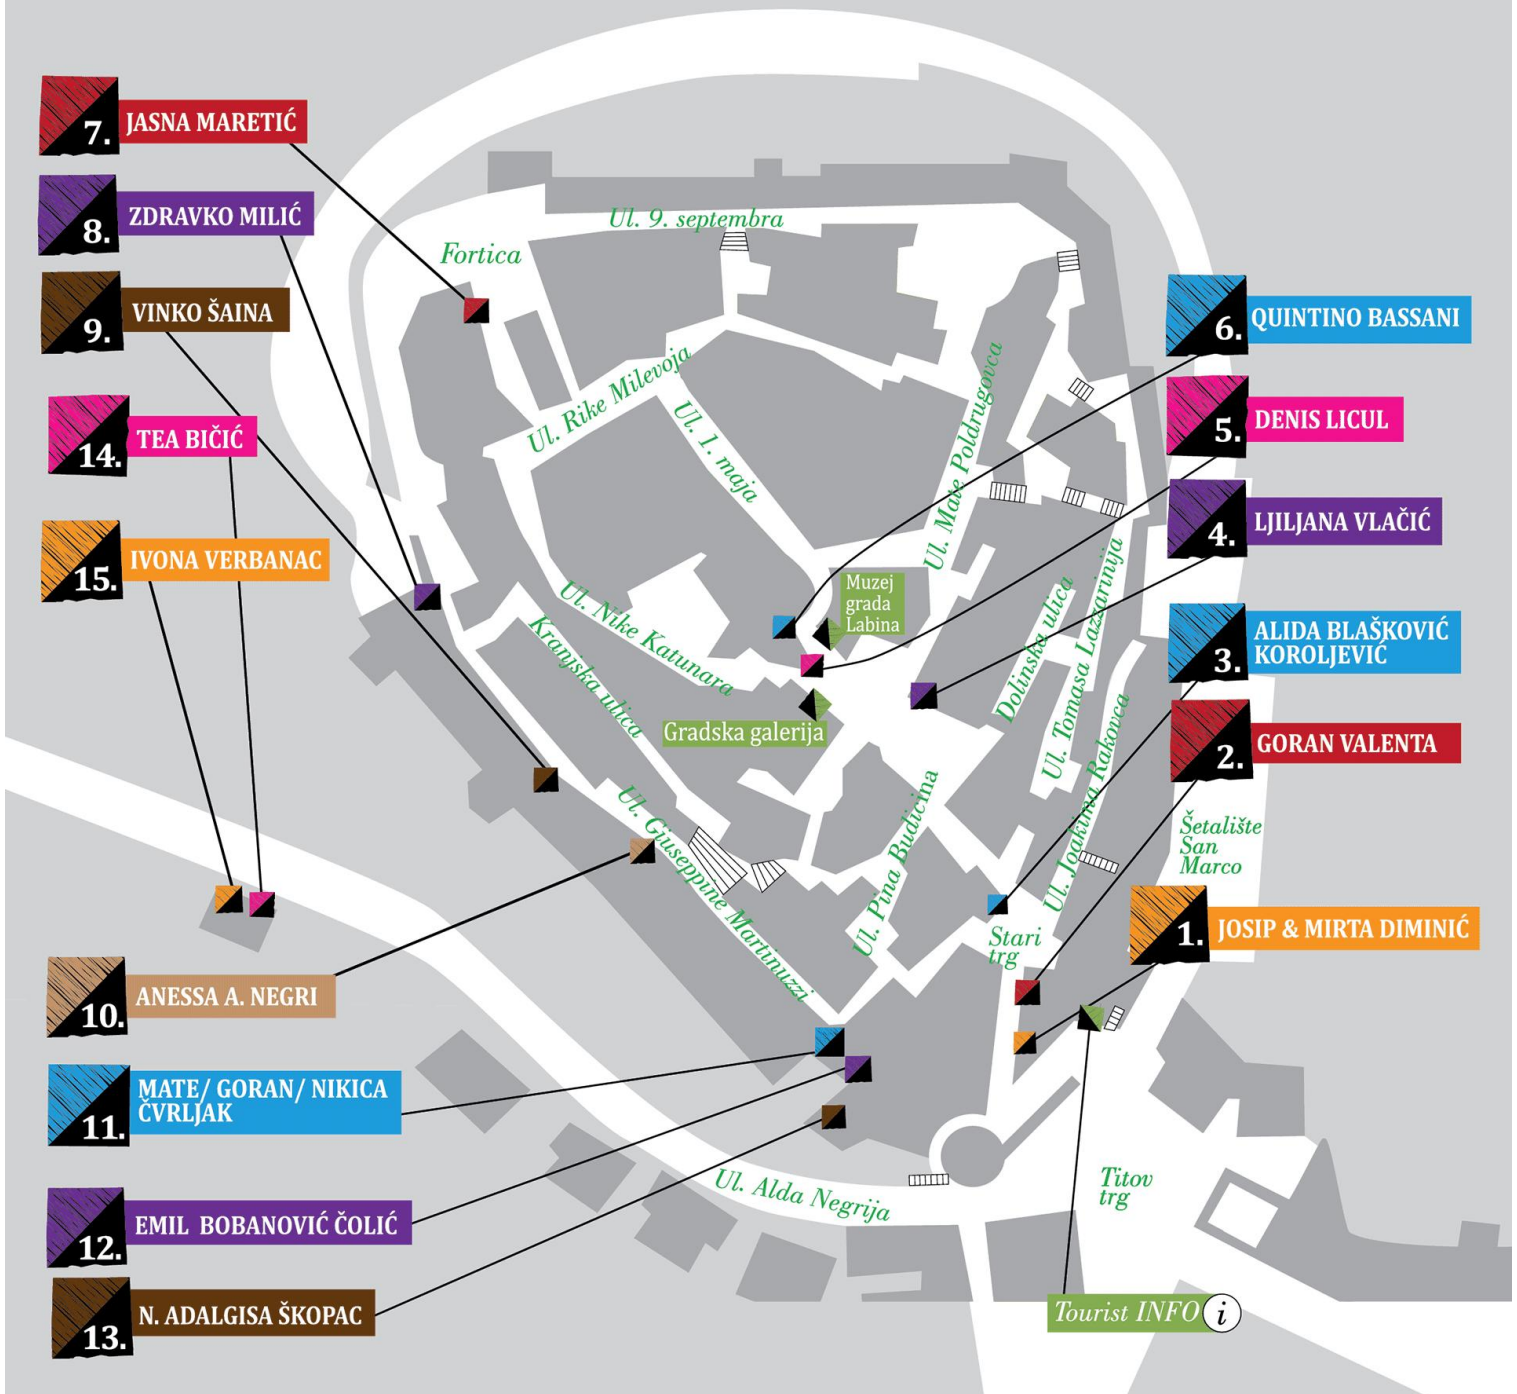 7. JASNA MARETIĆ
8. ZDRAVKO MILIĆ
9. VINKO ŠAINA
14. TEA BIČIĆ
15. IVONA VERBANAC
10. ANESSA A. NEGRI
11. MATE/ GORAN/ NIKICA
ČVRLJAK
12. EMIL BOBANOVIĆ ČOLIĆ
13. N. ADALGISA ŠKOPAC
Ul. 9. septembra
Fortica
Ul. Rike Milevoja
Ul. 1. maja
Ul. Mate Poldrugovca
Ul. Nike Katunara
Kranjska ulica
Muzej
grada
Labina
Gradska galerija
Dolinska ulica
Ul. Tomasa Lazzarinija
Ul. Joakima Rakovca
Ul. Giuseppine Martinuzzi
Ul. Pina Budicina
Stari
trg
Šetalište
San
Marco
Ul. Alda Negrija
Titov
trg
Tourist INFO i
6. QUINTINO BASSANI
5. DENIS LICUL
4. LJILJANA VLAČIĆ
3. ALIDA BLAŠKOVIĆ
KOROLJEVIĆ
2. GORAN VALENTA
1. JOSIP & MIRTA DIMINIĆ